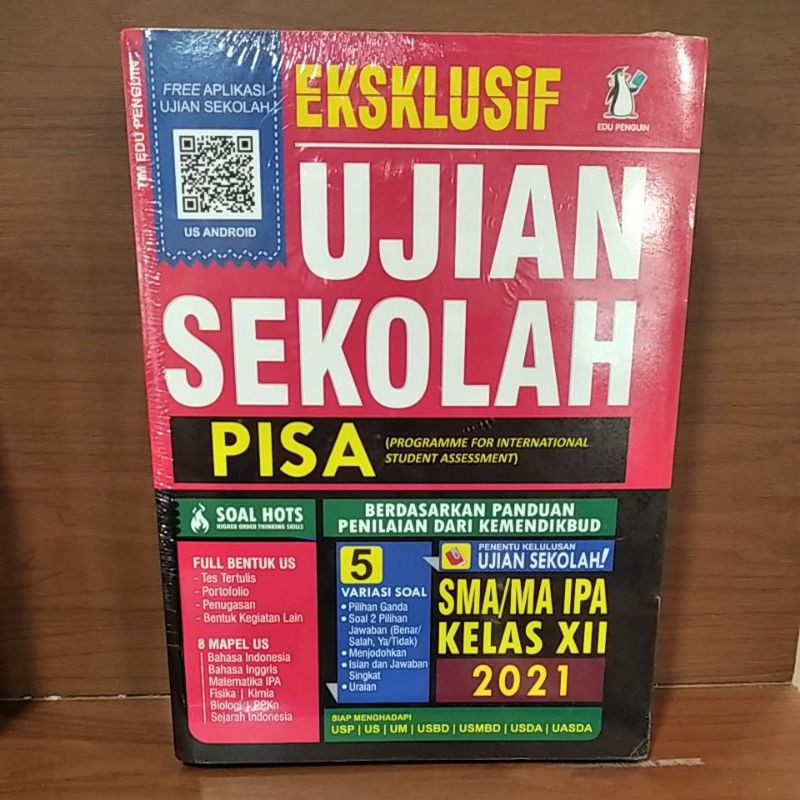 TIM EDU PENGUIN
FREE APLIKASI
UJIAN SEKOLAH
US ANDROID
EKSKLUSiF
EDU PENGUIN
UJIAN
SEKOLAH
PISA
(PROGRAMME FOR INTERNATIONAL
STUDENT ASSESSMENT)
SOAL HOTS
HIGHER ORDER THINKING SKILLS
BERDASARKAN PANDUAN
PENILAIAN DARI KEMENDIKBUD
FULL BENTUK US
- Tes Tertulis
- Portofolio
- Penugasan
- Bentuk Kegiatan Lain
8 MAPEL US
Bahasa Indonesia
Bahasa Inggris
Matematika IPA
Fisika | Kimia
Biologi | PPKn
Sejarah Indonesia
5
VARIASI SOAL
• Pilihan Ganda
• Soal 2 Pilihan
Jawaban (Benar/
Salah, Ya/Tidak)
• Menjodohkan
• Isian dan Jawaban
Singkat
• Uraian
PENENTU KELULUSAN
UJIAN SEKOLAH!
SMA/MA IPA
KELAS XII
2021
SIAP MENGHADAPI
USP | US | UM | USBD | USMBD | USDA | UASDA